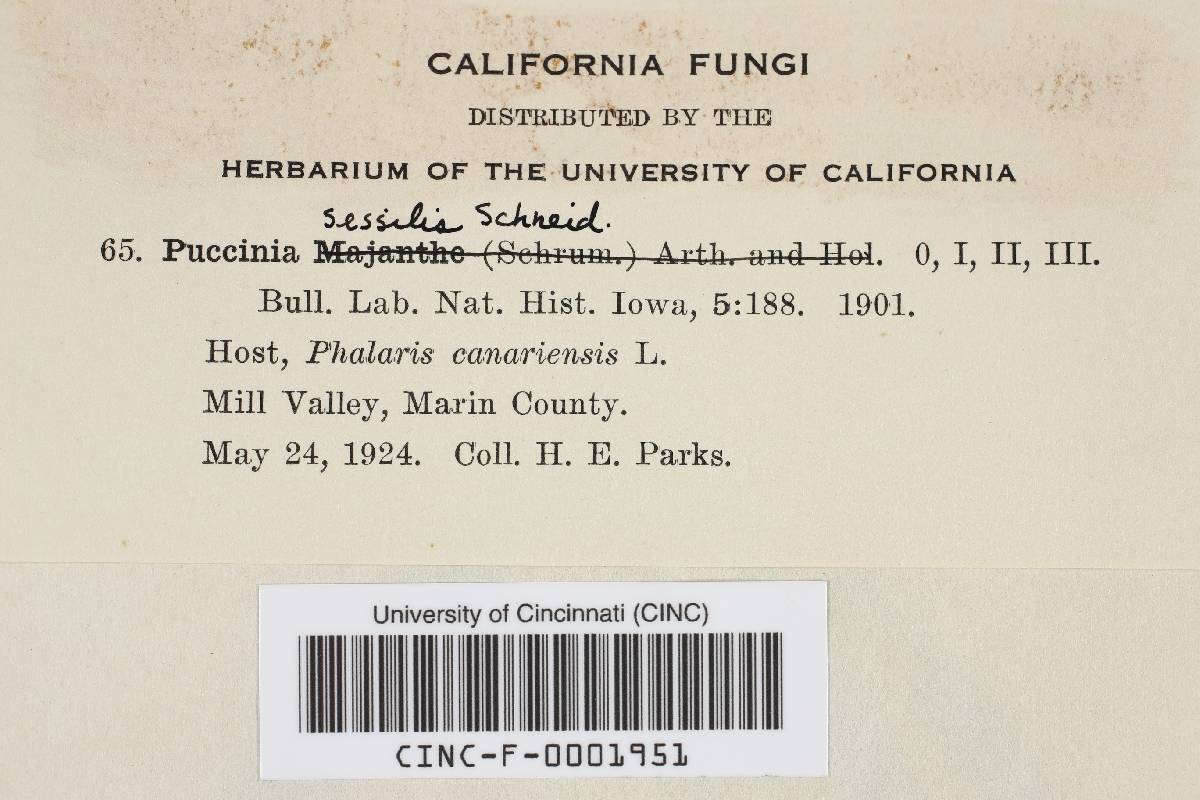 CALIFORNIA FUNGI
DISTRIBUTED BY THE
HERBARIUM OF THE UNIVERSITY OF CALIFORNIA
sessilis Schneid.
65. Puccinia Majanthe (Schrum.) Arth. and Hol. 0, I, II, III.
Bull. Lab. Nat. Hist. Iowa, 5:188. 1901.
Host, Phalaris canariensis L.
Mill Valley, Marin County.
May 24, 1924. Coll. H. E. Parks.
University of Cincinnati (CINC)
CINC-F-0001951